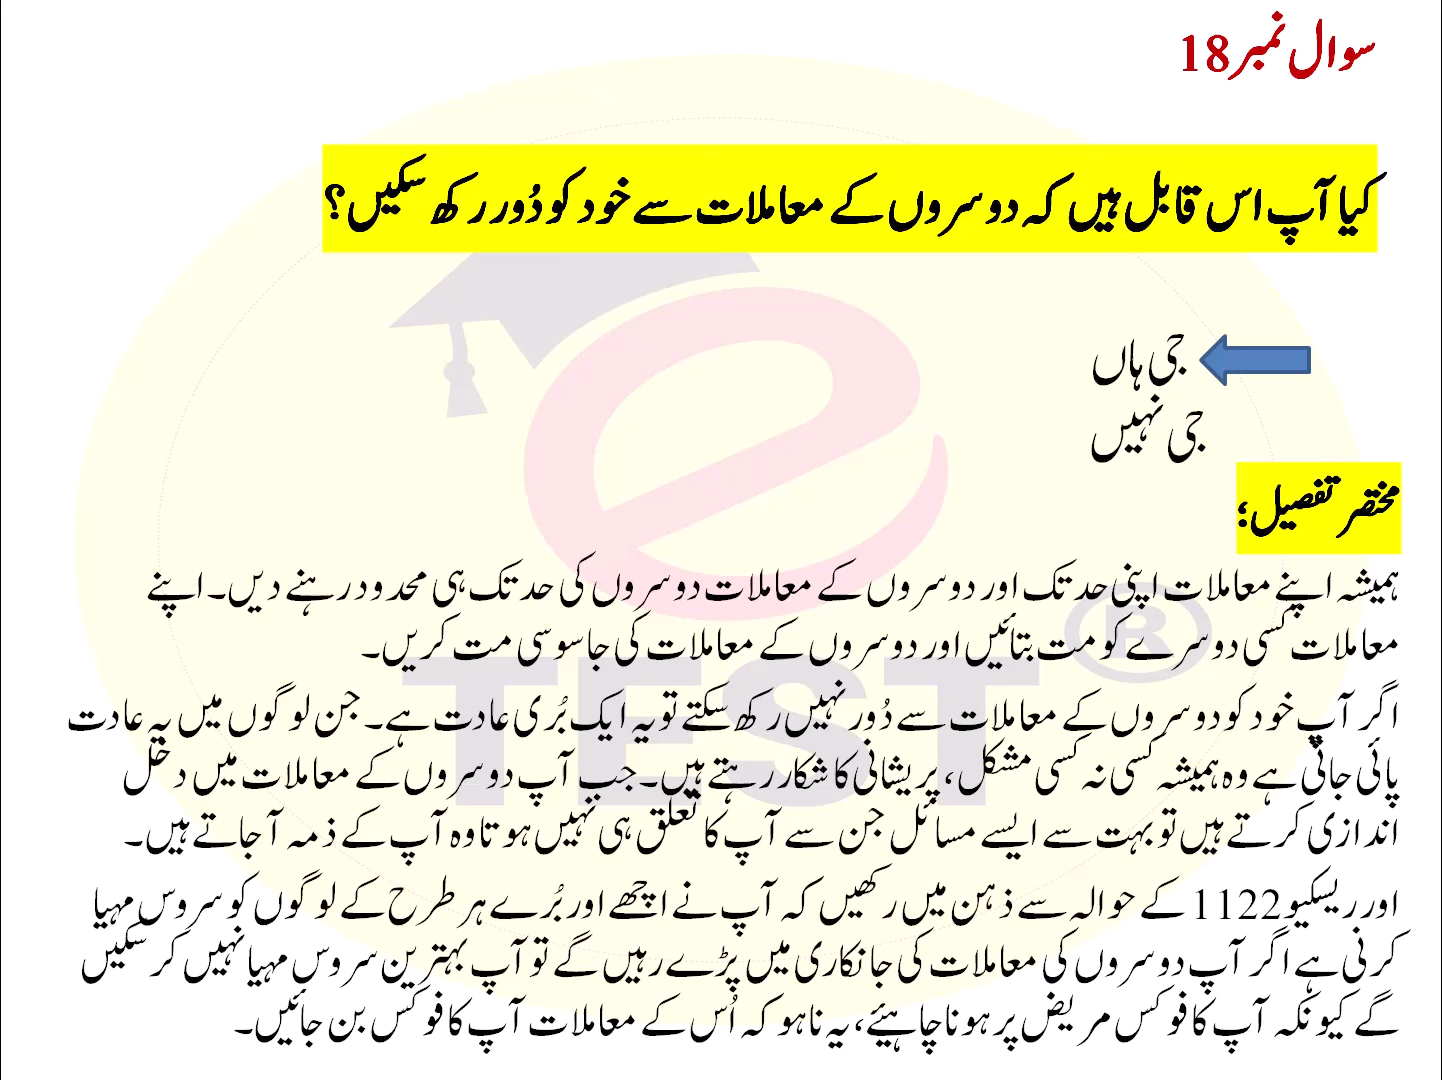 سوال نمبر 18
کیا آپ اس قابل ہیں کہ دوسروں کے معاملات سے خود کو دُور رکھ سکیں؟
جی ہاں
جی نہیں
مختصر تفصیل؛
ہمیشہ اپنے معاملات اپنی حد تک اور دوسروں کے معاملات دوسروں کی حد تک ہی محدود رہنے دیں۔ اپنے
معاملات کسی دوسرے کو مت بتائیں اور دوسروں کے معاملات کی جاسوسی مت کریں۔
اگر آپ خود کو دوسروں کے معاملات سے دُور نہیں رکھ سکتے تو یہ ایک بُری عادت ہے۔ جن لوگوں میں یہ عادت
پائی جاتی ہے وہ ہمیشہ کسی نہ کسی مشکل، پریشانی کا شکار رہتے ہیں۔ جب آپ دوسروں کے معاملات میں دخل
اندازی کرتے ہیں تو بہت سے ایسے مسائل جن سے آپ کا تعلق ہی نہیں ہوتا وہ آپ کے ذمہ آ جاتے ہیں۔
اور ریسکیو 1122 کے حوالہ سے ذہن میں رکھیں کہ آپ نے اچھے اور بُرے ہر طرح کے لوگوں کو سروس مہیا
کرنی ہے اگر آپ دوسروں کی معاملات کی جانکاری میں پڑے رہیں گے تو آپ بہترین سروس مہیا نہیں کر سکیں
گے کیونکہ آپ کا فوکس مریض پر ہونا چاہیئے، یہ نا ہو کہ اُس کے معاملات آپ کا فوکس بن جائیں۔
e
TEST ®